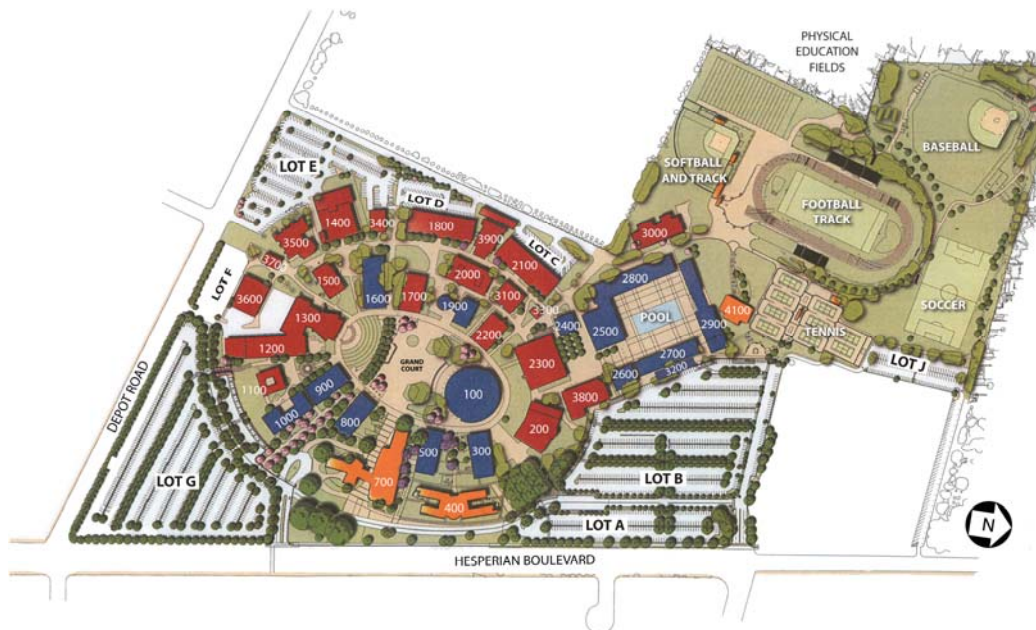 PHYSICAL
EDUCATION
FIELDS
BASEBALL
LOT E
SOFTBALL
AND TRACK
LOT D
FOOTBALL
TRACK
1400
3400
1800
3900
3000
3500
LOT C
2100
3700
2800
LOT F
1500
2000
1600
1700
3100
3600
1900
3300
SOCCER
4100
1300
2400
POOL
2500
2900
TENNIS
2200
1200
GRAND
COURT
2300
2700
LOT J
3200
2600
1100
900
100
3800
DEPOT ROAD
1000
800
200
500
300
LOT G
700
LOT B
400
LOT A
N
HESPERIAN BOULEVARD